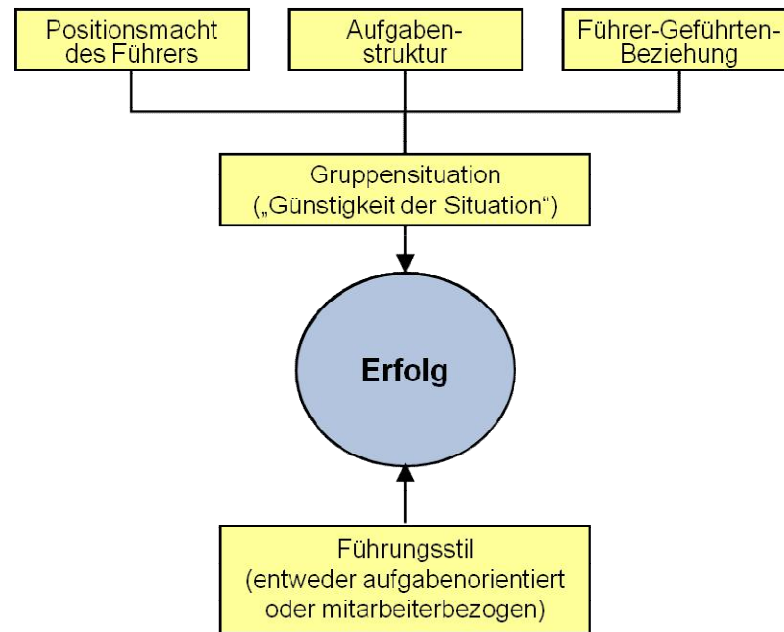 Positionsmacht
des Führers
Aufgaben-
struktur
Führer-Geführten-
Beziehung
Gruppensituation
(„Günstigkeit der Situation“)
Erfolg
Führungsstil
(entweder aufgabenorientiert
oder mitarbeiterbezogen)